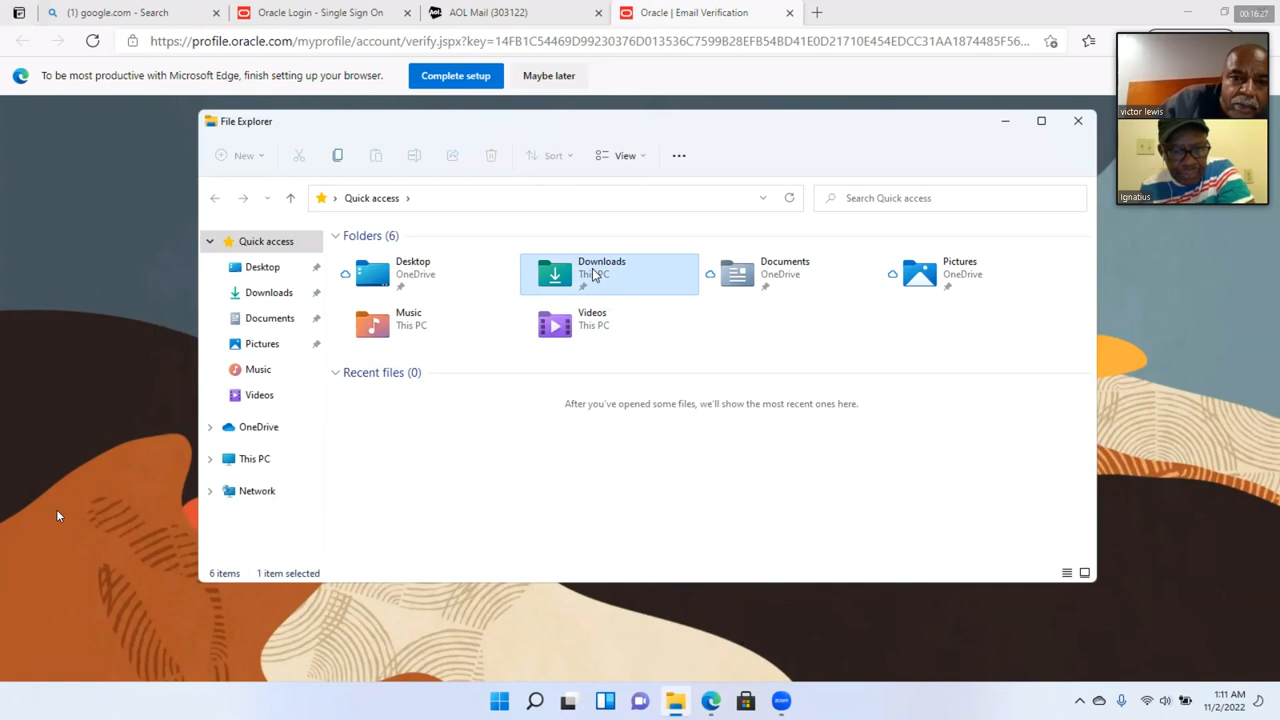 (1) google.com - Search
Oracle Login - Single Sign On
AOL Mail (303122)
Oracle | Email Verification
00:16:27
https://profile.oracle.com/myprofile/account/verify.jspx?key=14FB1C54469D99230376D013536C7599B28EFB54BD41E0D21710E454EDCC31AA1874485F56...
To be most productive with Microsoft Edge, finish setting up your browser.
Complete setup
Maybe later
victor lewis
Ignatius
File Explorer
New
Sort
View
Quick access
Search Quick access
Quick access
Desktop
Downloads
Documents
Pictures
Music
Videos
OneDrive
This PC
Network
Folders (6)
Desktop
OneDrive
Downloads
This PC
Documents
OneDrive
Pictures
OneDrive
Music
This PC
Videos
This PC
Recent files (0)
After you've opened some files, we'll show the most recent ones here.
6 items
1 item selected
zoom
1:11 AM
11/2/2022